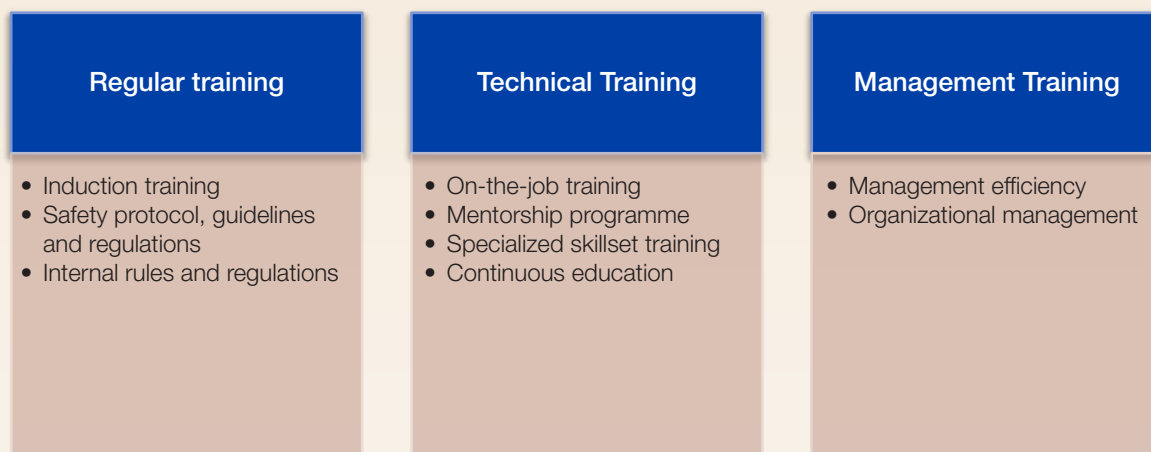 Regular training
• Induction training
• Safety protocol, guidelines
and regulations
• Internal rules and regulations
Technical Training
• On-the-job training
• Mentorship programme
• Specialized skillset training
• Continuous education
Management Training
• Management efficiency
• Organizational management